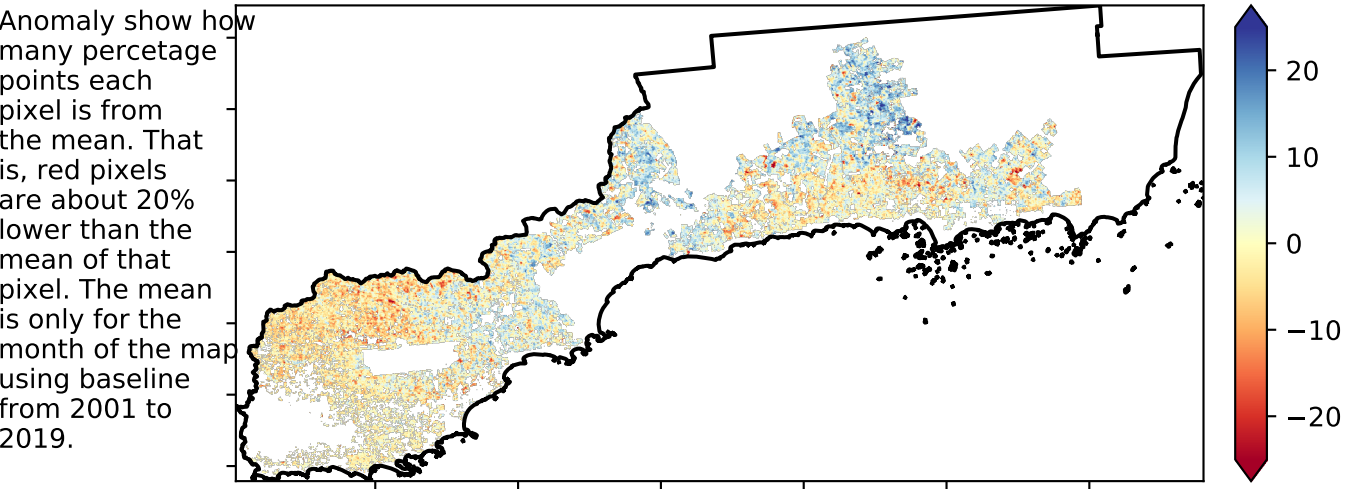 Anomaly show how
many percetage
points each
pixel is from
the mean. That
is, red pixels
are about 20%
lower than the
mean of that
pixel. The mean
is only for the
month of the map
using baseline
from 2001 to
2019.
20
10
0
−10
−20